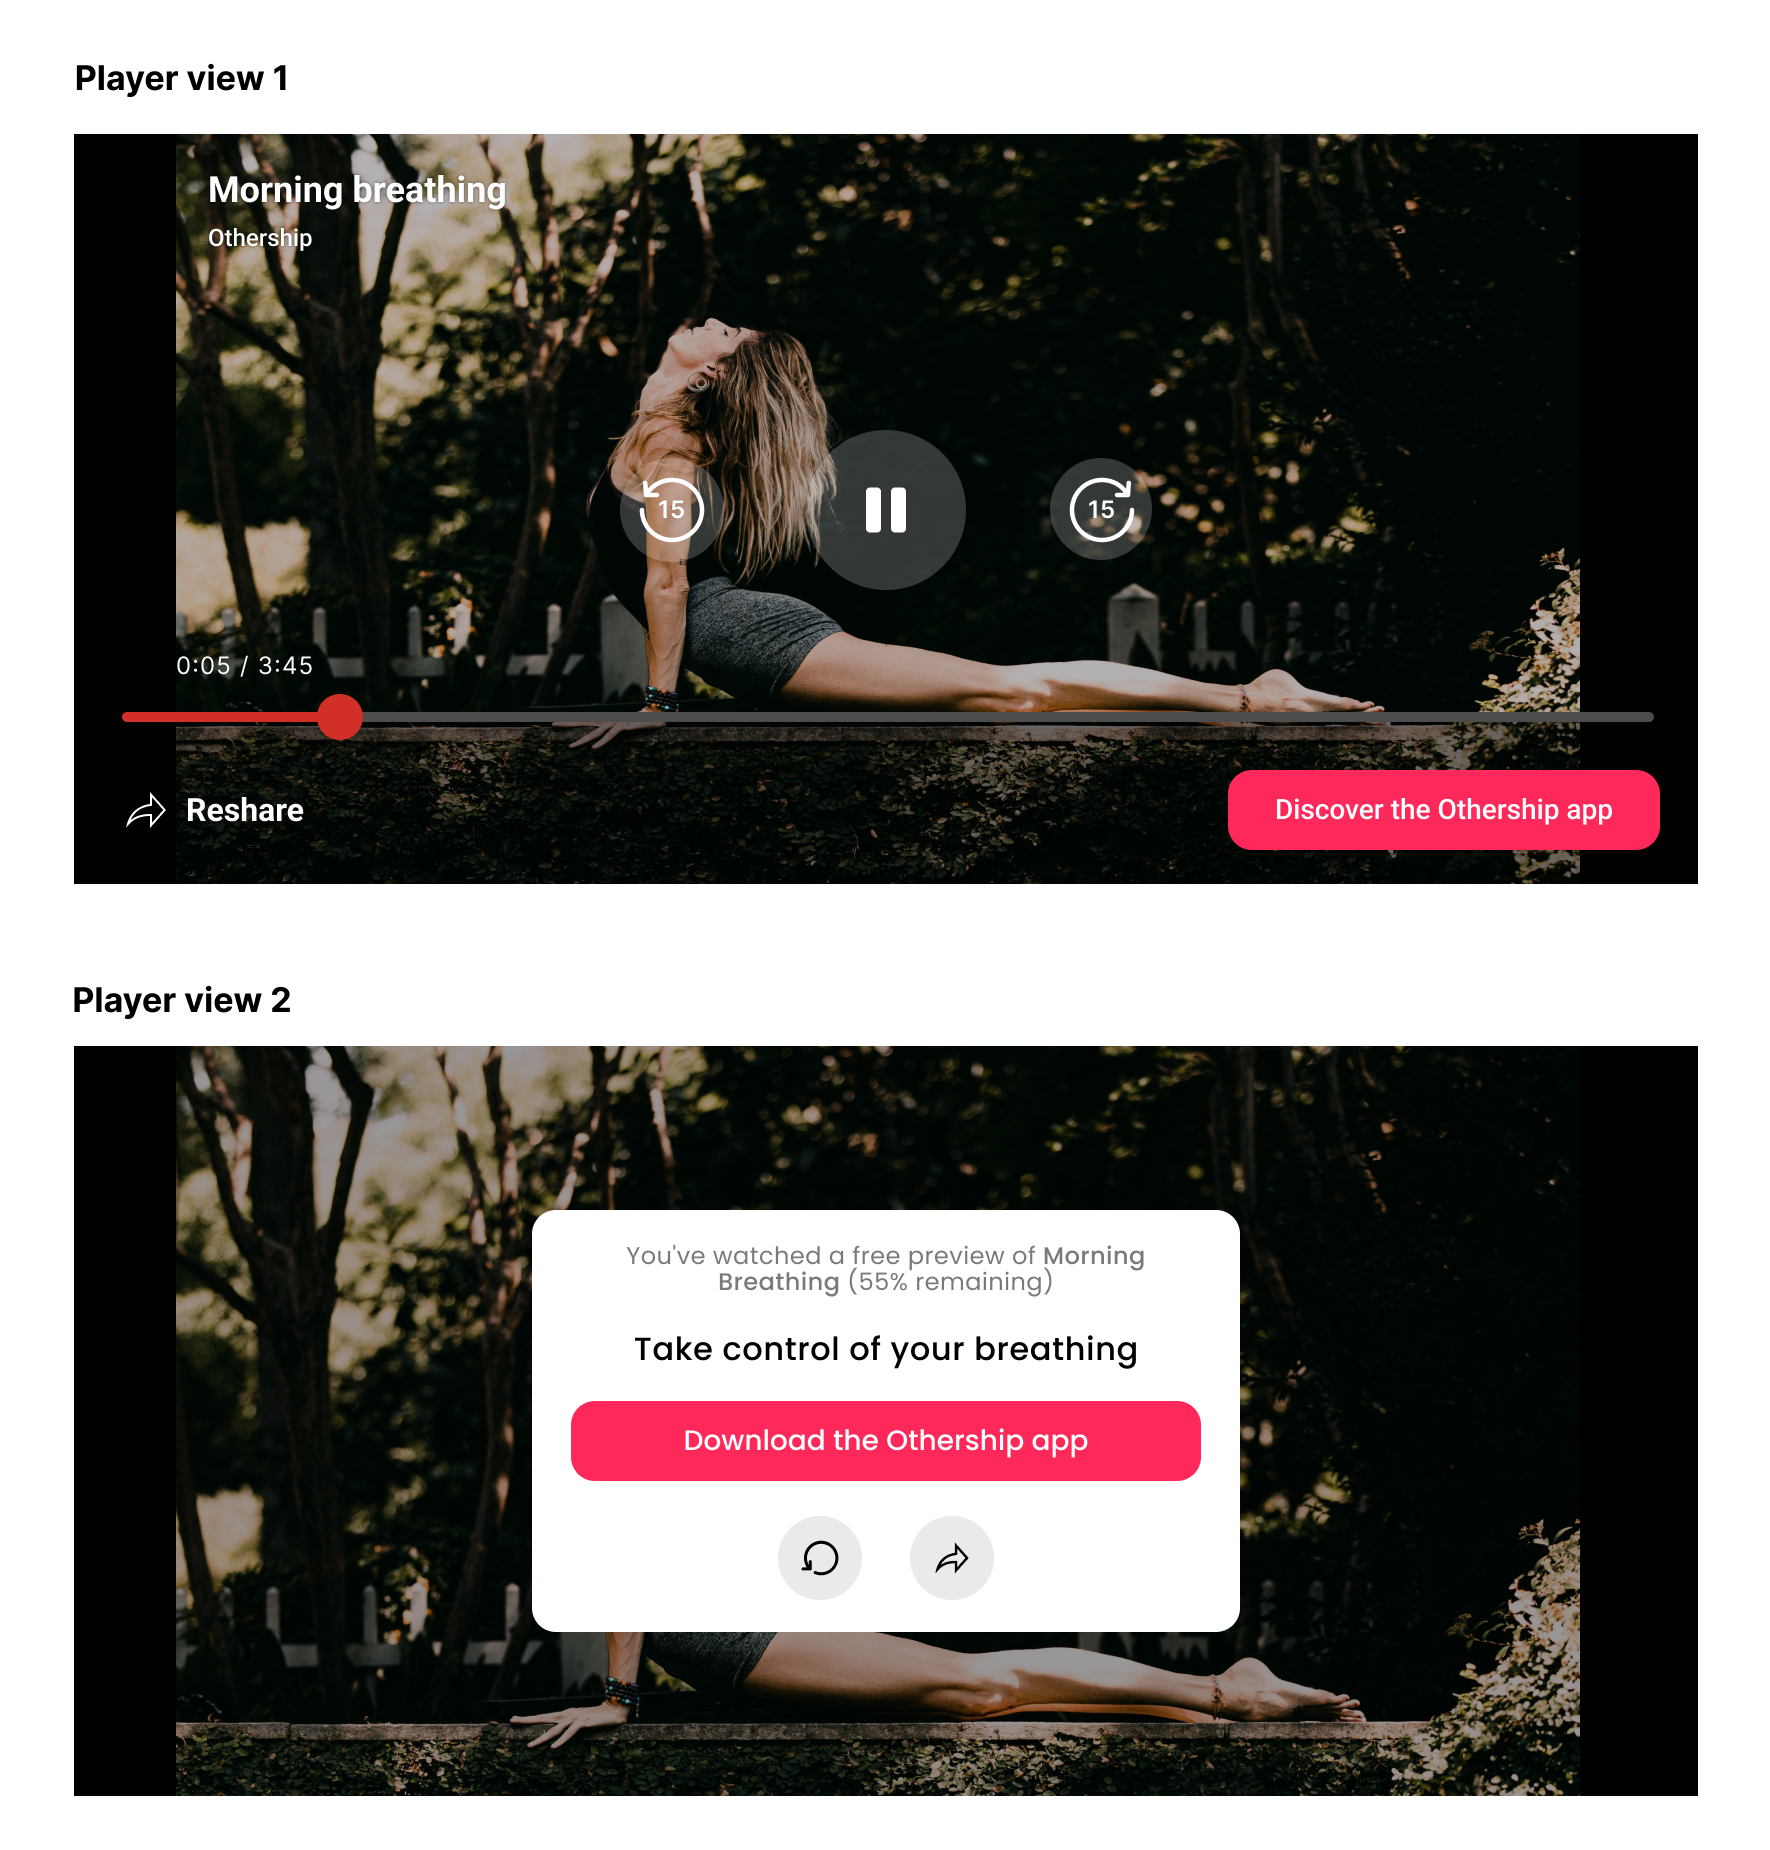 Player view 1
Morning breathing
Othership
15
15
0:05 / 3:45
Reshare
Discover the Othership app
Player view 2
You've watched a free preview of Morning
Breathing (55% remaining)
Take control of your breathing
Download the Othership app